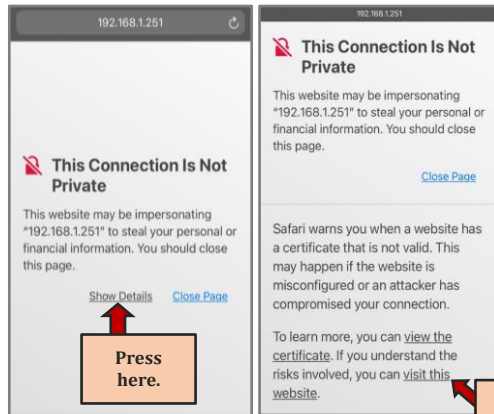 192.168.1.251
This Connection Is Not
Private
This website may be impersonating
"192.168.1.251" to steal your personal or
financial information. You should close
this page.
Show Details Close Page
Press
here.
192.168.1.251
This Connection Is Not
Private
This website may be impersonating
"192.168.1.251" to steal your personal or
financial information. You should close
this page.
Close Page
Safari warns you when a website has
a certificate that is not valid. This
may happen if the website is
misconfigured or an attacker has
compromised your connection.
To learn more, you can view the
certificate. If you understand the
risks involved, you can visit this
website.